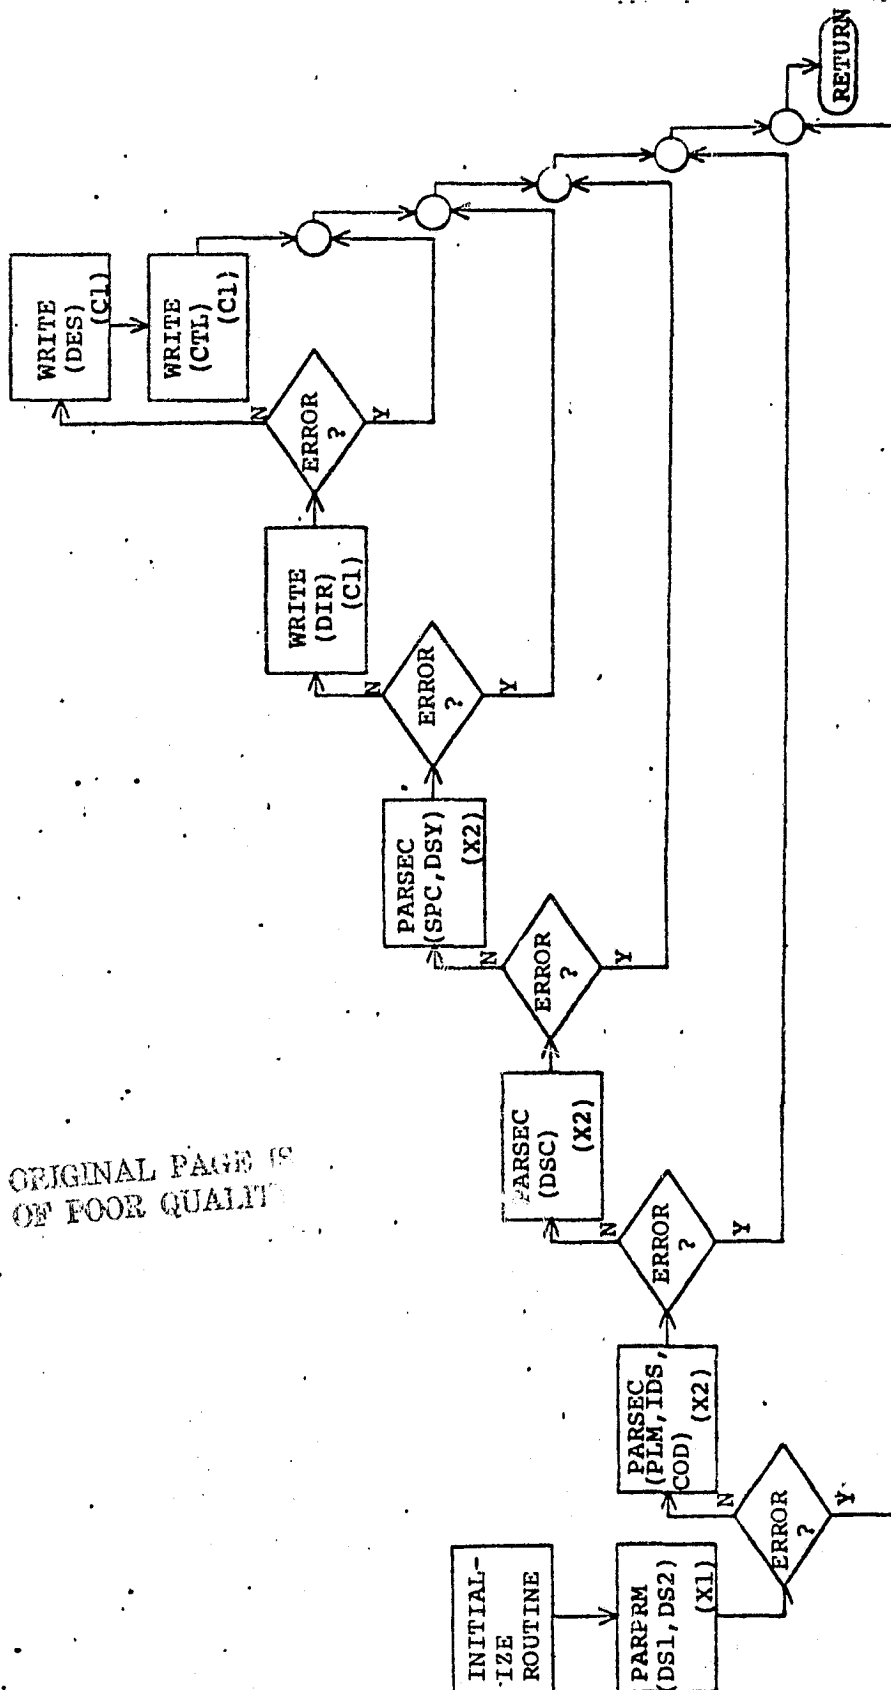 INITIAL-
IZE
ROUTINE
PARPRM
(DS1,DS2)
(X1)
ERROR
?
N
Y
PARSEC
(PLM,IDS,
COD)
(X2)
ERROR
?
N
Y
PARSEC
(DSC)
(X2)
ERROR
?
N
Y
PARSEC
(SPC,DSY)
(X2)
ERROR
?
N
Y
WRITE
(DIR)
(C1)
ERROR
?
N
Y
WRITE
(DES)
(C1)
WRITE
(CTL)
(C1)
RETURN
ORIGINAL PAGE IS
OF POOR QUALITY